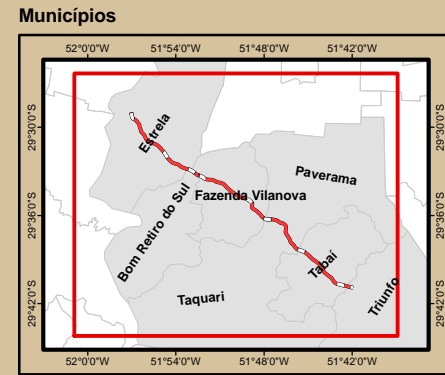 Municípios
52°0'0"W 51°54'0"W 51°48'0"W 51°42'0"W
29°30'0"S 29°30'0"S
Estrela
Paverama
Fazenda Vilanova
Bom Retiro do Sul
29°36'0"S 29°36'0"S
Tabaí
Taquari
Triunfo
29°42'0"S 29°42'0"S
52°0'0"W 51°54'0"W 51°48'0"W 51°42'0"W